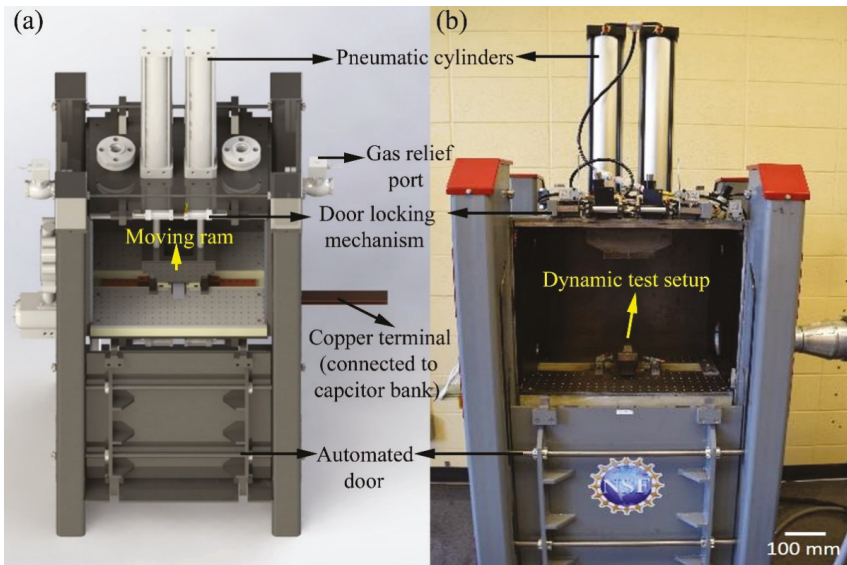 (a)
(b)
Pneumatic cylinders
Gas relief
port
Door locking
mechanism
Moving ram
Dynamic test setup
Copper terminal
(connected to
capcitor bank)
Automated
door
NSF
100 mm